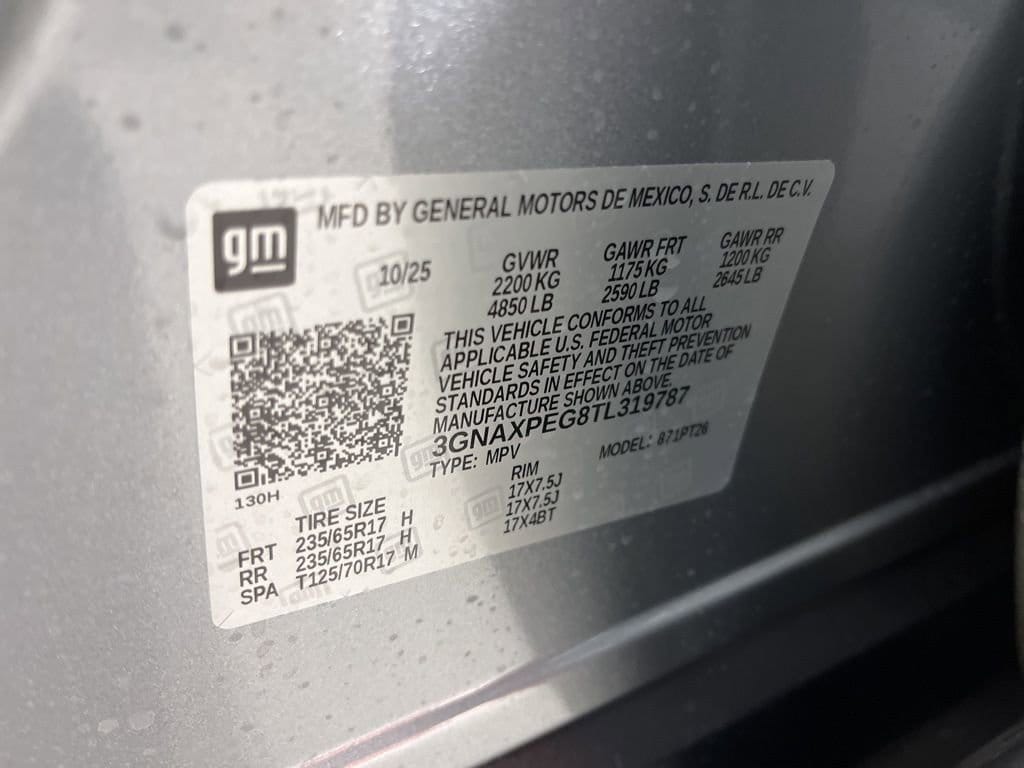 gm
MFD BY GENERAL MOTORS DE MEXICO, S. DE R.L. DE C.V.
10/25 GVWR GAWR FRT GAWR RR
2200 KG 1175 KG 1200 KG
4850 LB 2590 LB 2645 LB
THIS VEHICLE CONFORMS TO ALL
APPLICABLE U.S. FEDERAL MOTOR
VEHICLE SAFETY AND THEFT PREVENTION
STANDARDS IN EFFECT ON THE DATE OF
MANUFACTURE SHOWN ABOVE.
3GNAXPEG8TL319787
TYPE: MPV MODEL: 871PT26
130H
TIRE SIZE RIM
FRT 235/65R17 H 17X7.5J
RR 235/65R17 H 17X7.5J
SPA T125/70R17 M 17X4BT